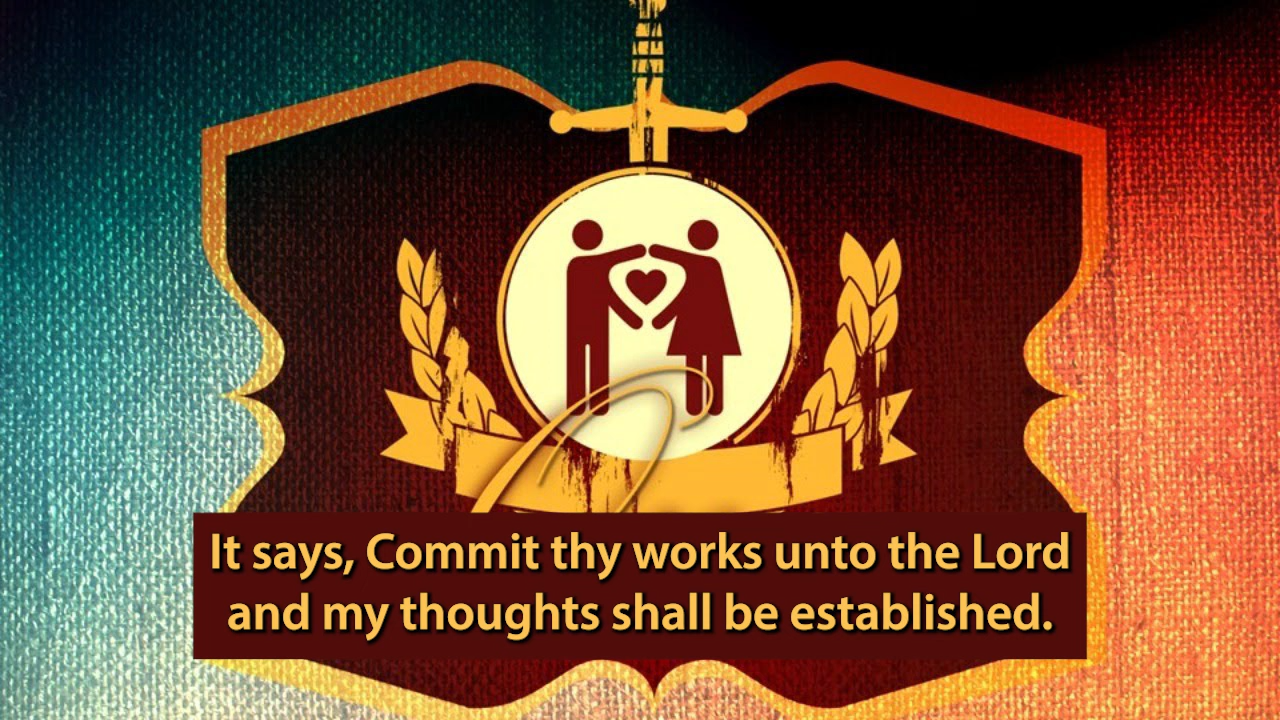 It says, Commit thy works unto the Lord
and my thoughts shall be established.